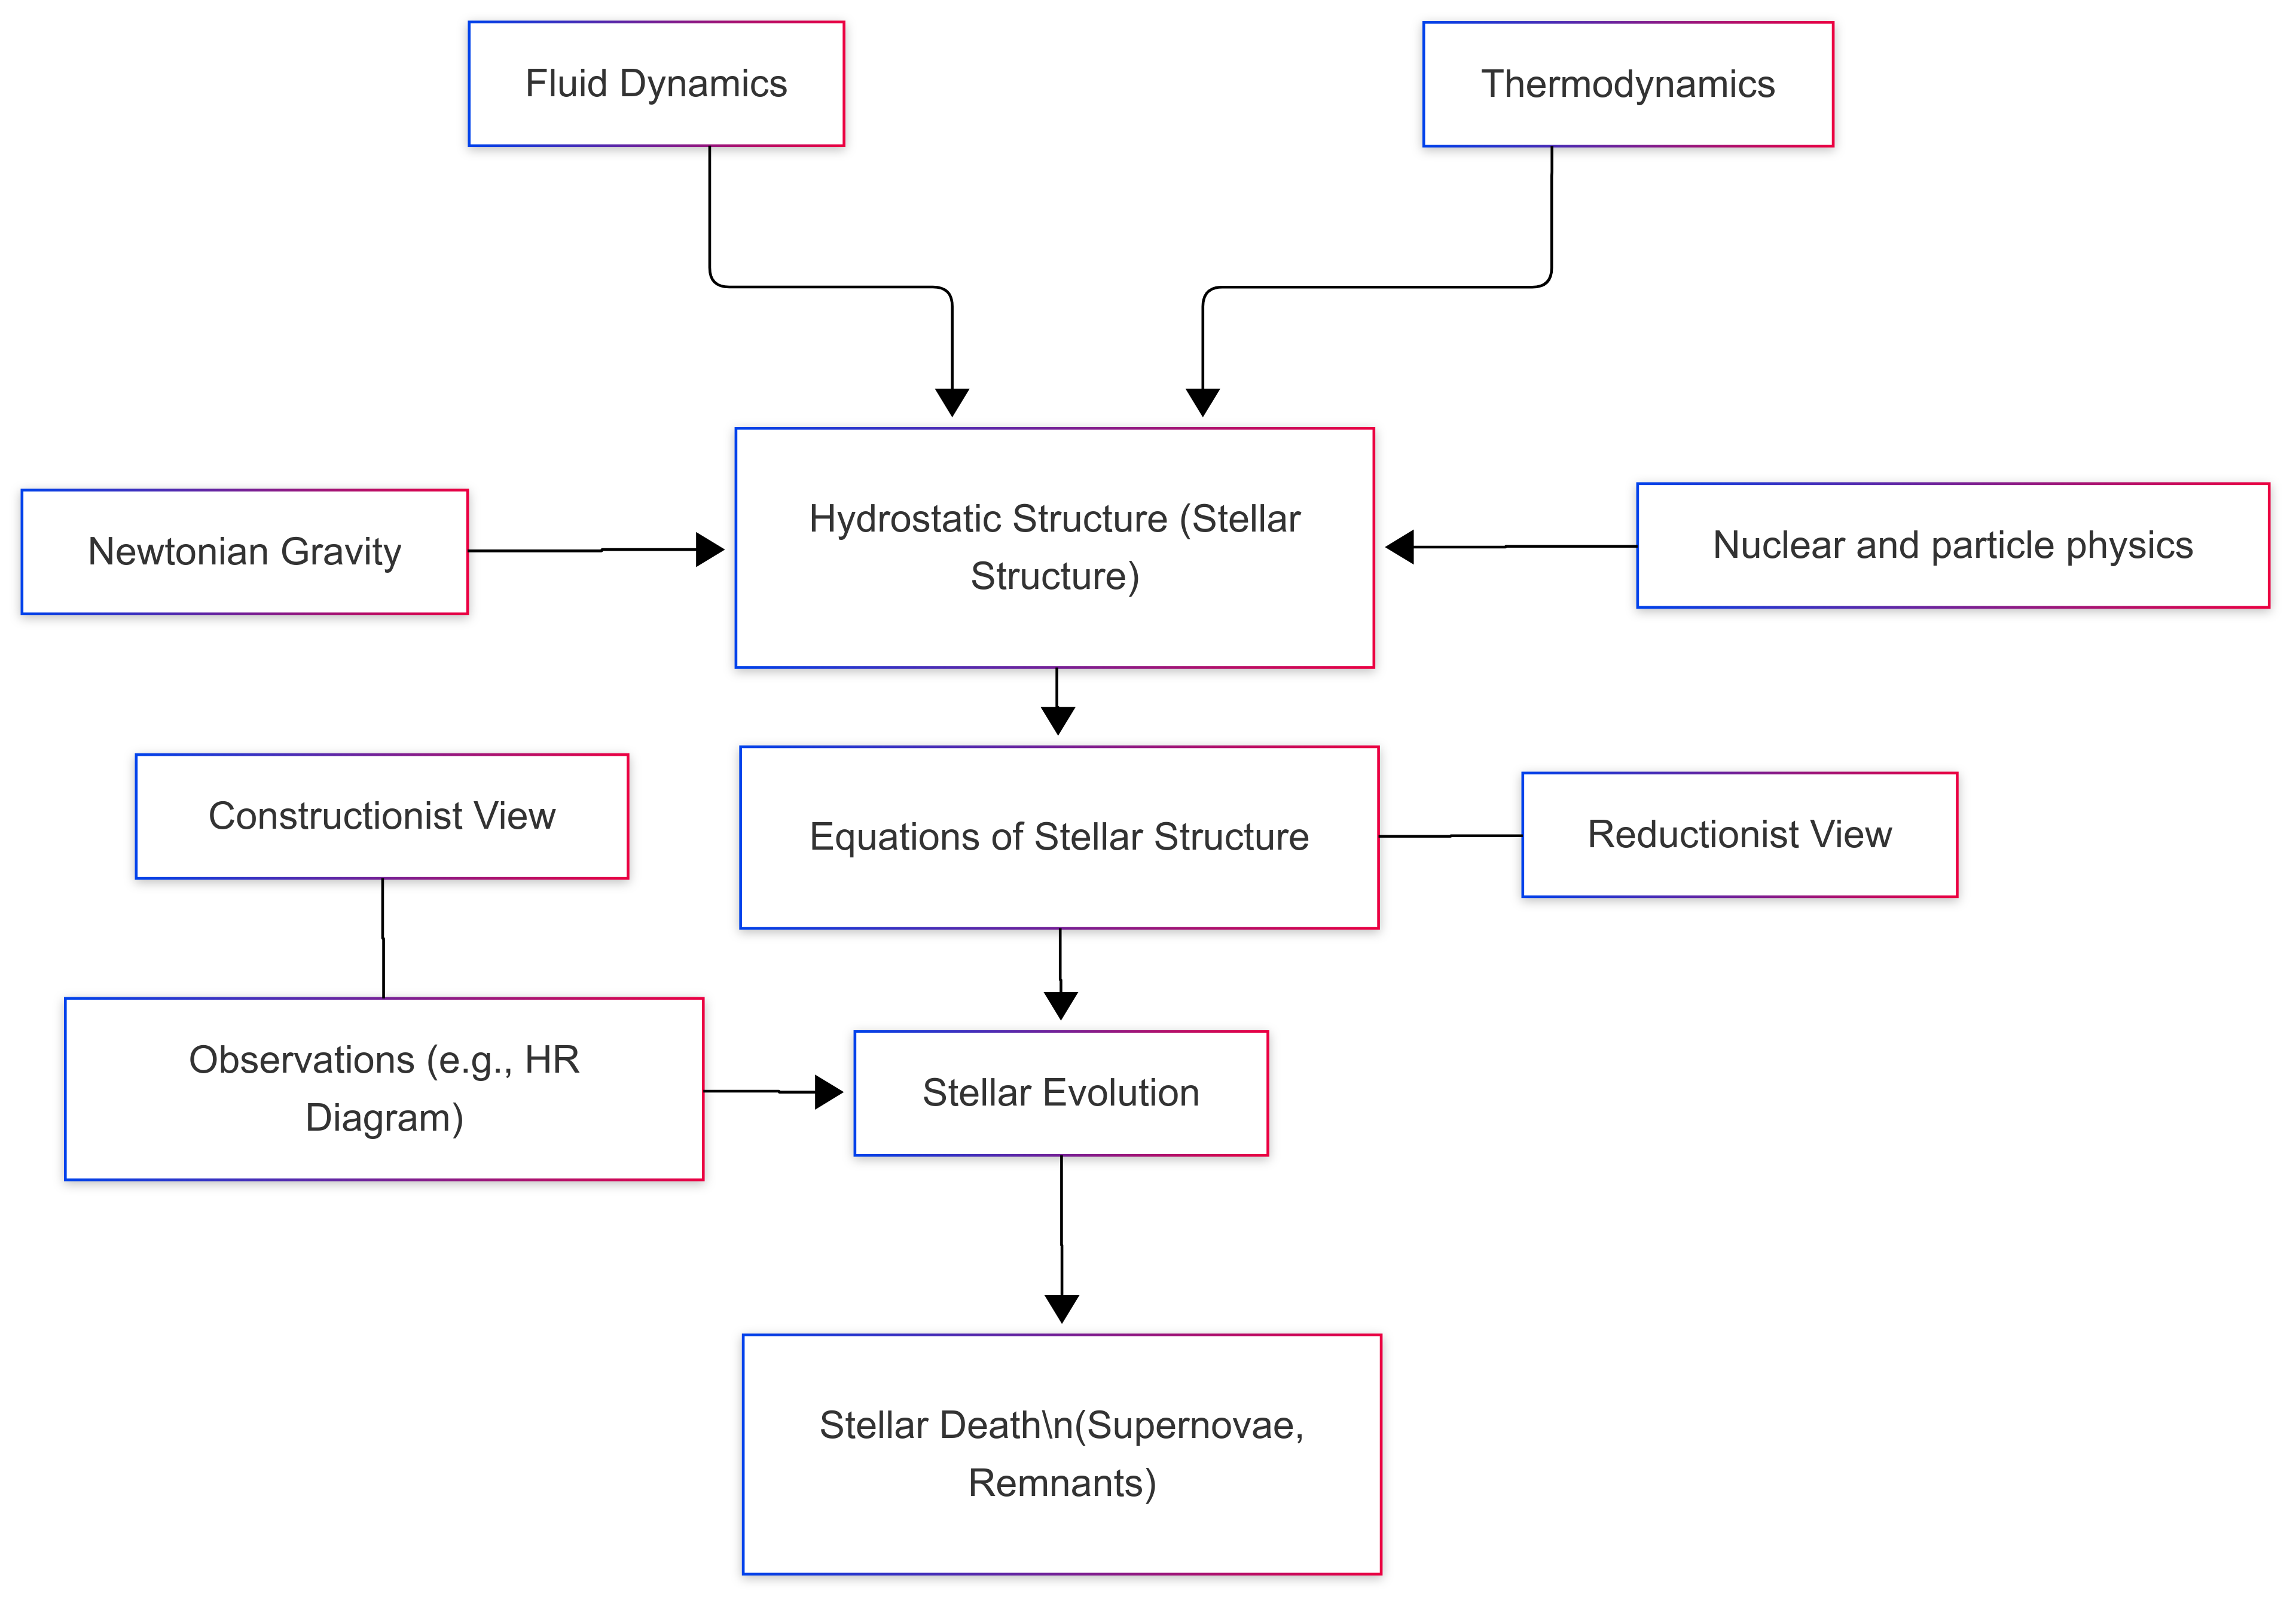 Fluid Dynamics
Thermodynamics
Hydrostatic Structure (Stellar
Structure)
Newtonian Gravity
Nuclear and particle physics
Constructionist View
Equations of Stellar Structure
Reductionist View
Observations (e.g., HR
Diagram)
Stellar Evolution
Stellar Death\n(Supernovae,
Remnants)